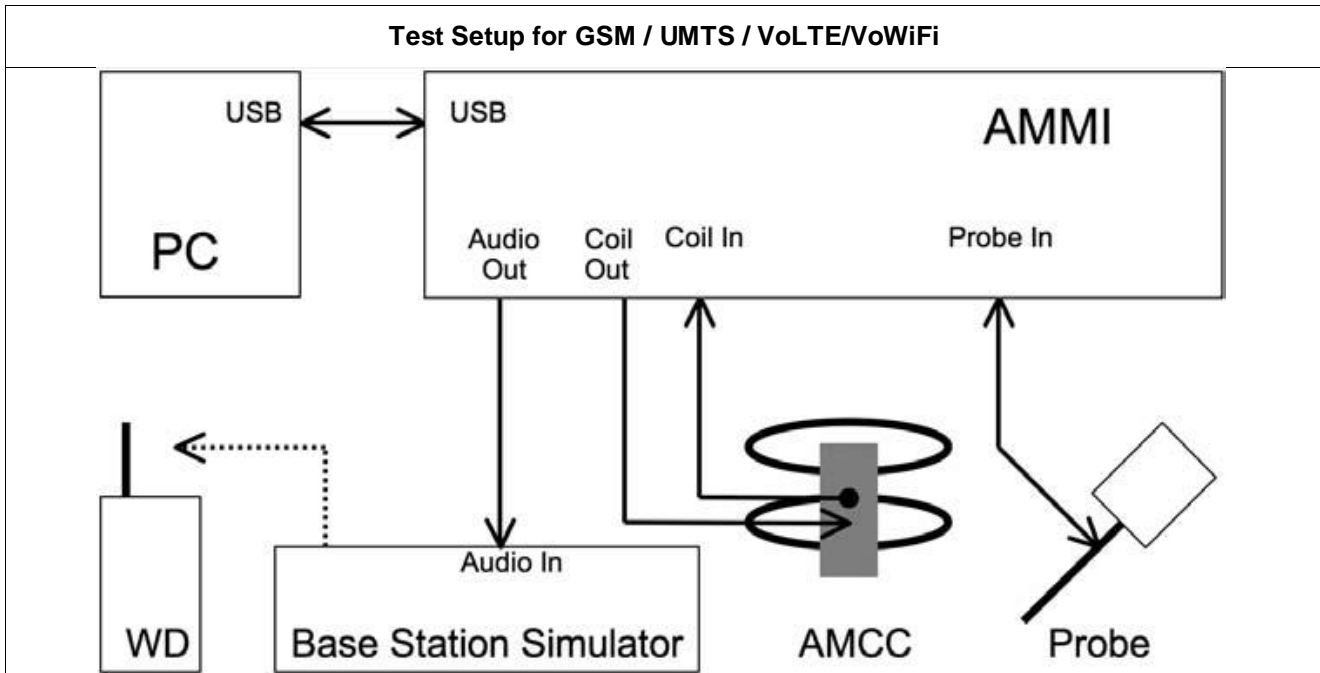 Test Setup for GSM / UMTS / VoLTE/VoWiFi
USB
USB
AMMI
PC
Audio
Out
Coil
Out
Coil In
Probe In
Audio In
WD
Base Station Simulator
AMCC
Probe